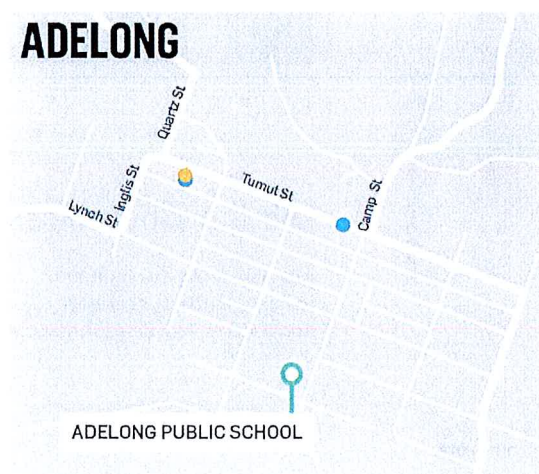 ADELONG
Quartz St
Inglis St
Lynch St
Tumut St
Camp St
ADELONG PUBLIC SCHOOL